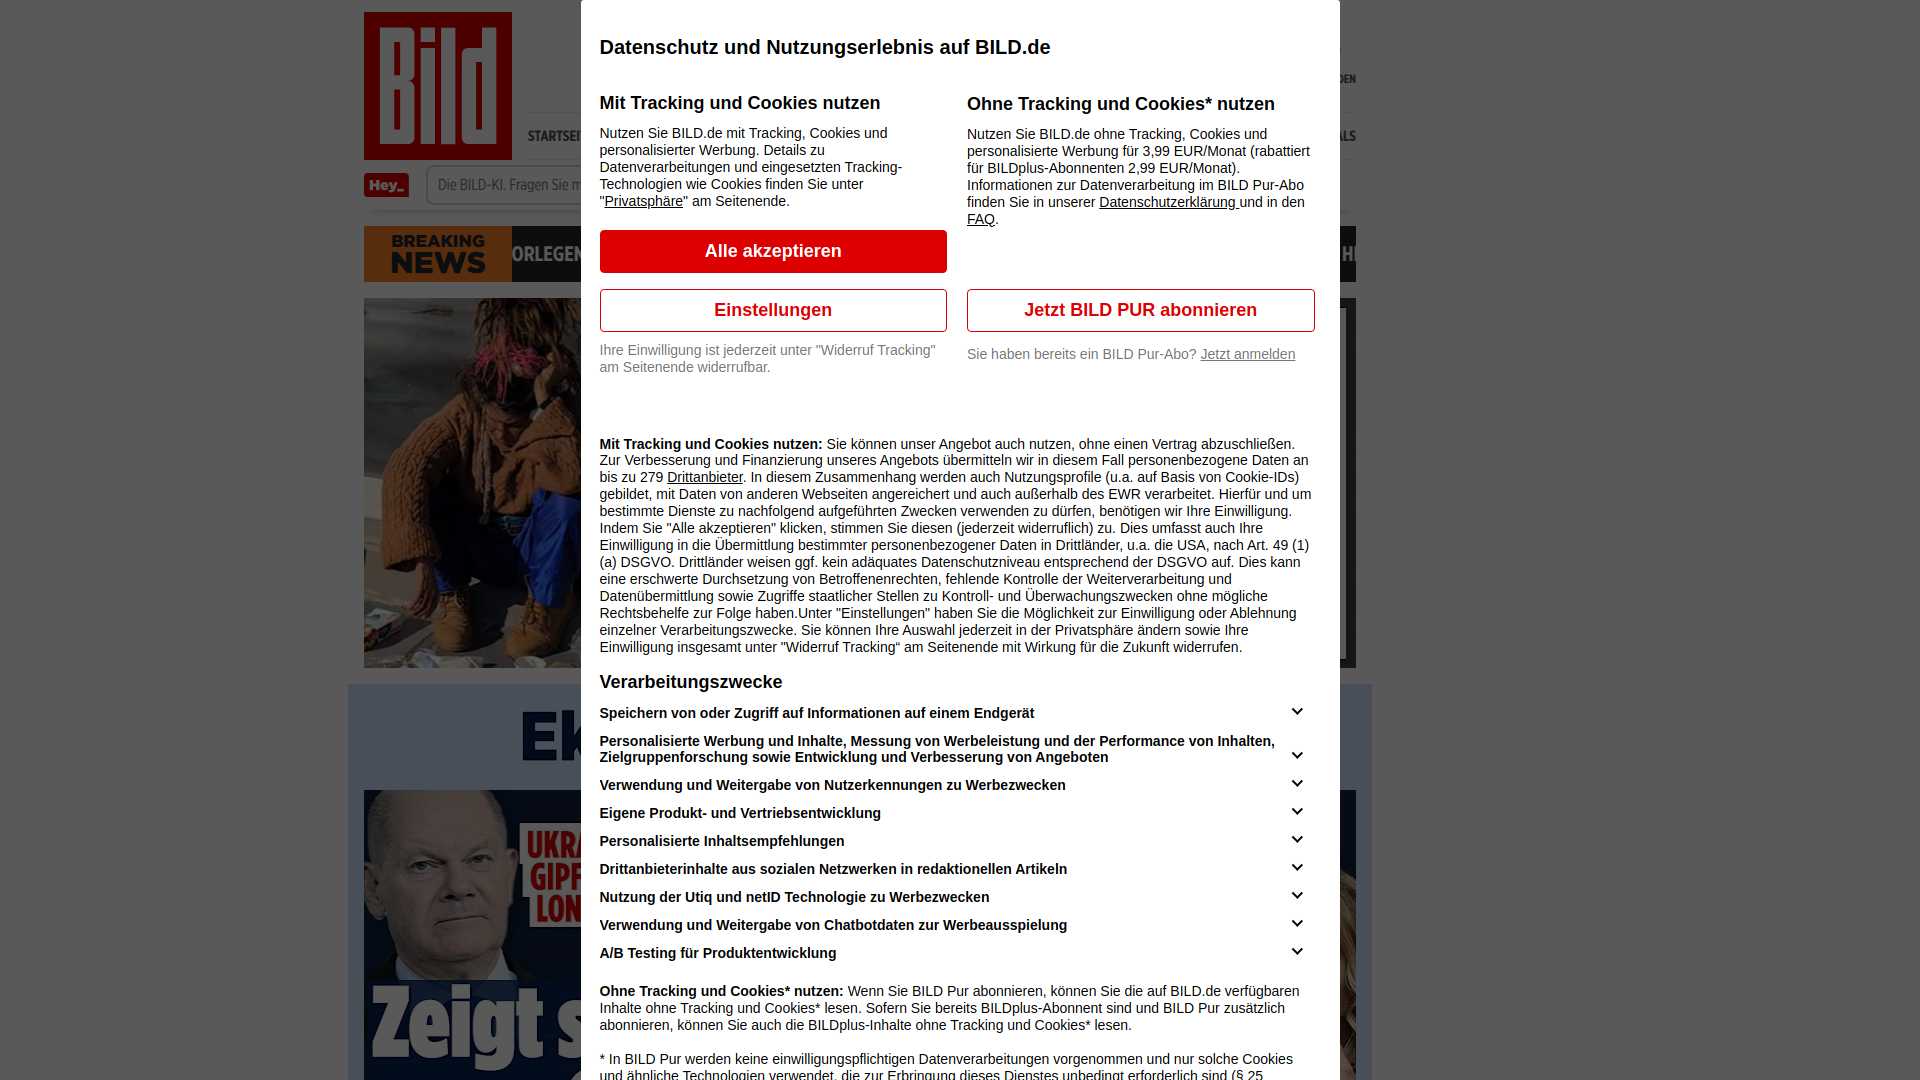 Bild
STARTSEI
Hey_
Die BILD-KI. Fragen Sie m
BREAKING
NEWS
ORLEGEN
EK
UKRA
GIPF
LON
Zeigt s
DEN
ALS
Datenschutz und Nutzungserlebnis auf BILD.de
Mit Tracking und Cookies nutzen
Nutzen Sie BILD.de mit Tracking, Cookies und
personalisierter Werbung. Details zu
Datenverarbeitungen und eingesetzten Tracking-
Technologien wie Cookies finden Sie unter
"Privatsphäre" am Seitenende.
Alle akzeptieren
Einstellungen
Ihre Einwilligung ist jederzeit unter "Widerruf Tracking"
am Seitenende widerrufbar.
Ohne Tracking und Cookies* nutzen
Nutzen Sie BILD.de ohne Tracking, Cookies und
personalisierte Werbung für 3,99 EUR/Monat (rabattiert
für BILDplus-Abonnenten 2,99 EUR/Monat).
Informationen zur Datenverarbeitung im BILD Pur-Abo
finden Sie in unserer Datenschutzerklärung und in den
FAQ.
Jetzt BILD PUR abonnieren
Sie haben bereits ein BILD Pur-Abo? Jetzt anmelden
Mit Tracking und Cookies nutzen: Sie können unser Angebot auch nutzen, ohne einen Vertrag abzuschließen.
Zur Verbesserung und Finanzierung unseres Angebots übermitteln wir in diesem Fall personenbezogene Daten an
bis zu 279 Drittanbieter. In diesem Zusammenhang werden auch Nutzungsprofile (u.a. auf Basis von Cookie-IDs)
gebildet, mit Daten von anderen Webseiten angereichert und auch außerhalb des EWR verarbeitet. Hierfür und um
bestimmte Dienste zu nachfolgend aufgeführten Zwecken verwenden zu dürfen, benötigen wir Ihre Einwilligung.
Indem Sie "Alle akzeptieren" klicken, stimmen Sie diesen (jederzeit widerruflich) zu. Dies umfasst auch Ihre
Einwilligung in die Übermittlung bestimmter personenbezogener Daten in Drittländer, u.a. die USA, nach Art. 49 (1)
(a) DSGVO. Drittländer weisen ggf. kein adäquates Datenschutzniveau entsprechend der DSGVO auf. Dies kann
eine erschwerte Durchsetzung von Betroffenenrechten, fehlende Kontrolle der Weiterverarbeitung und
Datenübermittlung sowie Zugriffe staatlicher Stellen zu Kontroll- und Überwachungszwecken ohne mögliche
Rechtsbehelfe zur Folge haben.Unter "Einstellungen" haben Sie die Möglichkeit zur Einwilligung oder Ablehnung
einzelner Verarbeitungszwecke. Sie können Ihre Auswahl jederzeit in der Privatsphäre ändern sowie Ihre
Einwilligung insgesamt unter "Widerruf Tracking“ am Seitenende mit Wirkung für die Zukunft widerrufen.
Verarbeitungszwecke
Speichern von oder Zugriff auf Informationen auf einem Endgerät
Personalisierte Werbung und Inhalte, Messung von Werbeleistung und der Performance von Inhalten,
Zielgruppenforschung sowie Entwicklung und Verbesserung von Angeboten
Verwendung und Weitergabe von Nutzerkennungen zu Werbezwecken
Eigene Produkt- und Vertriebsentwicklung
Personalisierte Inhaltsempfehlungen
Drittanbieterinhalte aus sozialen Netzwerken in redaktionellen Artikeln
Nutzung der Utiq und netID Technologie zu Werbezwecken
Verwendung und Weitergabe von Chatbotdaten zur Werbeausspielung
A/B Testing für Produktentwicklung
Ohne Tracking und Cookies* nutzen: Wenn Sie BILD Pur abonnieren, können Sie die auf BILD.de verfügbaren
Inhalte ohne Tracking und Cookies* lesen. Sofern Sie bereits BILDplus-Abonnent sind und BILD Pur zusätzlich
abonnieren, können Sie auch die BILDplus-Inhalte ohne Tracking und Cookies* lesen.
* In BILD Pur werden keine einwilligungspflichtigen Datenverarbeitungen vorgenommen und nur solche Cookies
und ähnliche Technologien verwendet, die zur Erbringung dieses Dienstes unbedingt erforderlich sind (§ 25